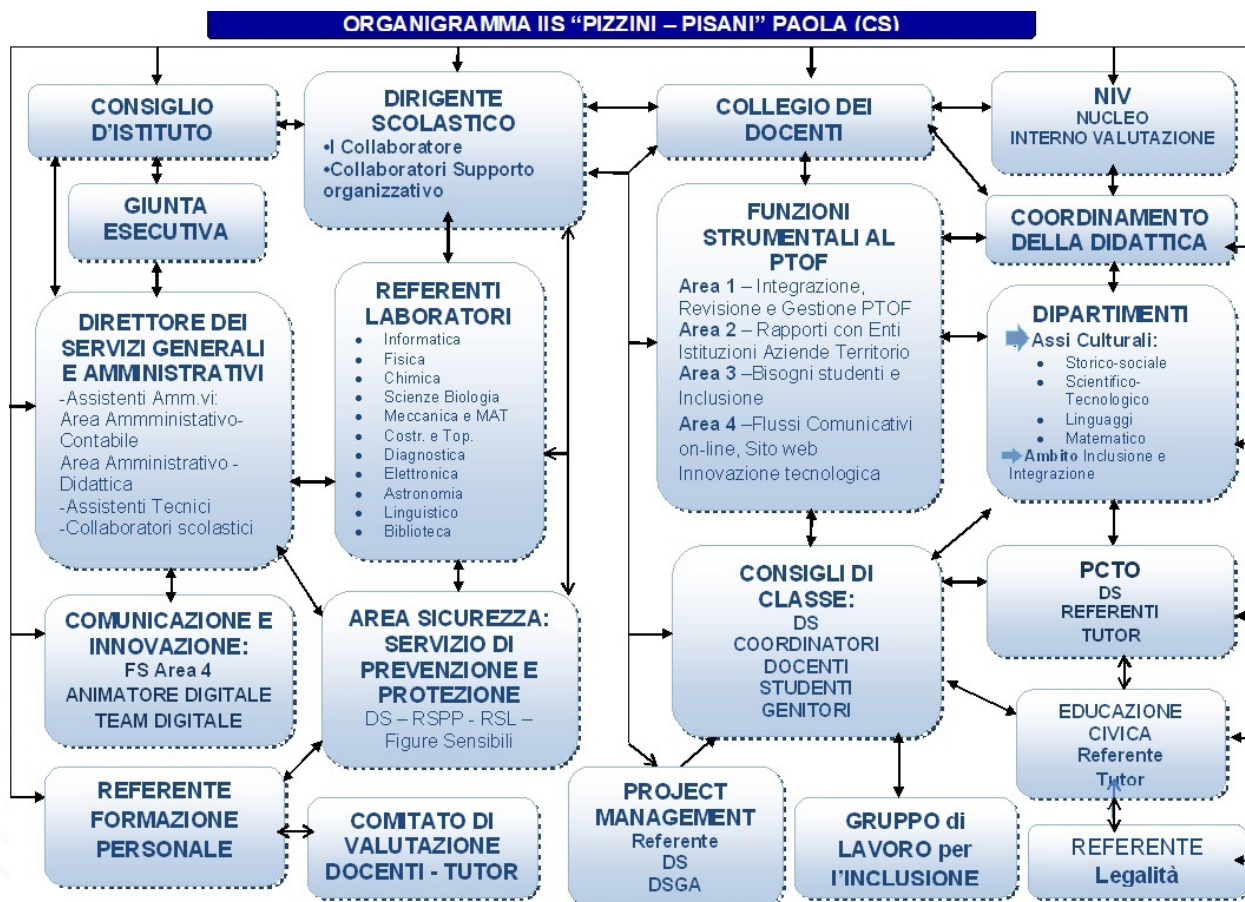 ORGANIGRAMMA IIS “PIZZINI – PISANI” PAOLA (CS)
CONSIGLIO
D’ISTITUTO
DIRIGENTE
SCOLASTICO
•I Collaboratore
•Collaboratori Supporto
organizzativo
COLLEGIO DEI
DOCENTI
NIV
NUCLEO
INTERNO VALUTAZIONE
GIUNTA
ESECUTIVA
FUNZIONI
STRUMENTALI AL
PTOF
Area 1 – Integrazione,
Revisione e Gestione PTOF
Area 2 – Rapporti con Enti
Istituzioni Aziende Territorio
Area 3 – Bisogni studenti e
Inclusione
Area 4 –Flussi Comunicativi
on-line, Sito web
Innovazione tecnologica
COORDINAMENTO
DELLA DIDATTICA
DIRETTORE DEI
SERVIZI GENERALI
E AMMINISTRATIVI
-Assistenti Amm.vi:
Area Ammministativo-
Contabile
Area Amministrativo -
Didattica
-Assistenti Tecnici
-Collaboratori scolastici
REFERENTI
LABORATORI
• Informatica
• Fisica
• Chimica
• Scienze Biologia
• Meccanica e MAT
• Costr. e Top.
• Diagnostica
• Elettronica
• Astronomia
• Linguistico
• Biblioteca
DIPARTIMENTI
Assi Culturali:
• Storico-sociale
• Scientifico-
Tecnologico
• Linguaggi
• Matematico
Ambito Inclusione e
Integrazione
COMUNICAZIONE E
INNOVAZIONE:
FS Area 4
ANIMATORE DIGITALE
TEAM DIGITALE
AREA SICUREZZA:
SERVIZIO DI
PREVENZIONE E
PROTEZIONE
DS – RSPP - RSL –
Figure Sensibili
CONSIGLI DI
CLASSE:
DS
COORDINATORI
DOCENTI
STUDENTI
GENITORI
PCTO
DS
REFERENTI
TUTOR
EDUCAZIONE
CIVICA
Referente
Tutor
REFERENTE
FORMAZIONE
PERSONALE
COMITATO DI
VALUTAZIONE
DOCENTI - TUTOR
PROJECT
MANAGEMENT
Referente
DS
DSGA
GRUPPO di
LAVORO per
l’INCLUSIONE
REFERENTE
Legalità